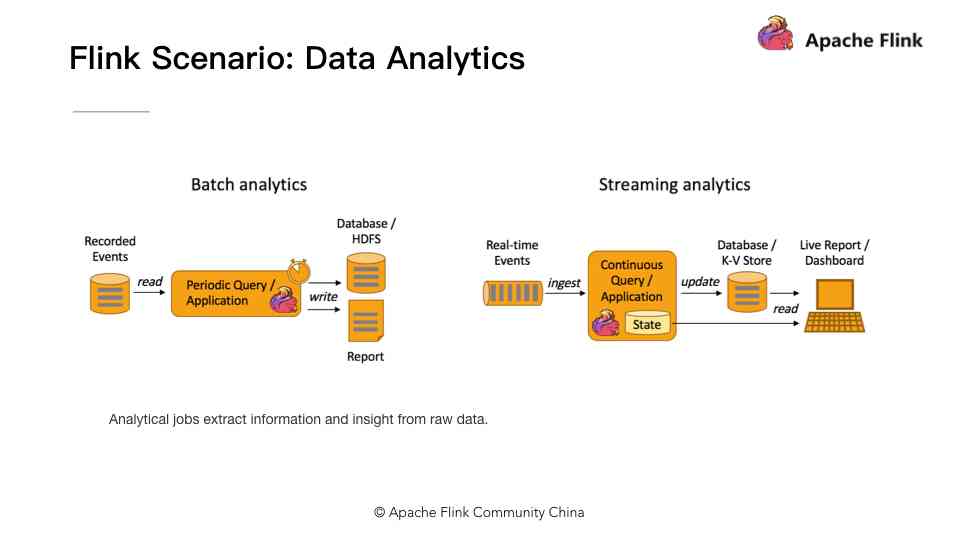 Flink Scenario: Data Analytics
Apache Flink
Batch analytics
Recorded
Events
read
Periodic Query /
Application
write
Database /
HDFS
Report
Streaming analytics
Real-time
Events
ingest
Continuous
Query /
Application
State
update
Database /
K-V Store
read
Live Report /
Dashboard
Analytical jobs extract information and insight from raw data.
© Apache Flink Community China